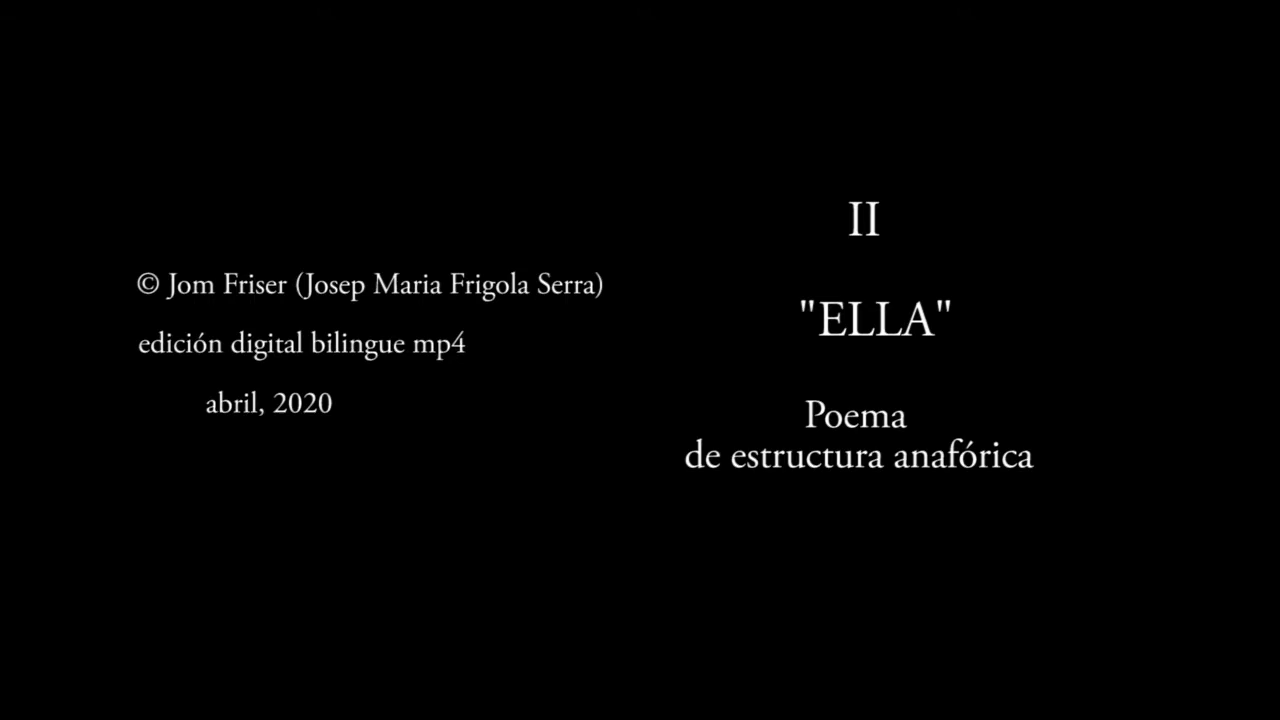 © Jom Friser (Josep Maria Frigola Serra)
edición digital bilingue mp4
abril, 2020
II
"ELLA"
Poema
de estructura anafórica